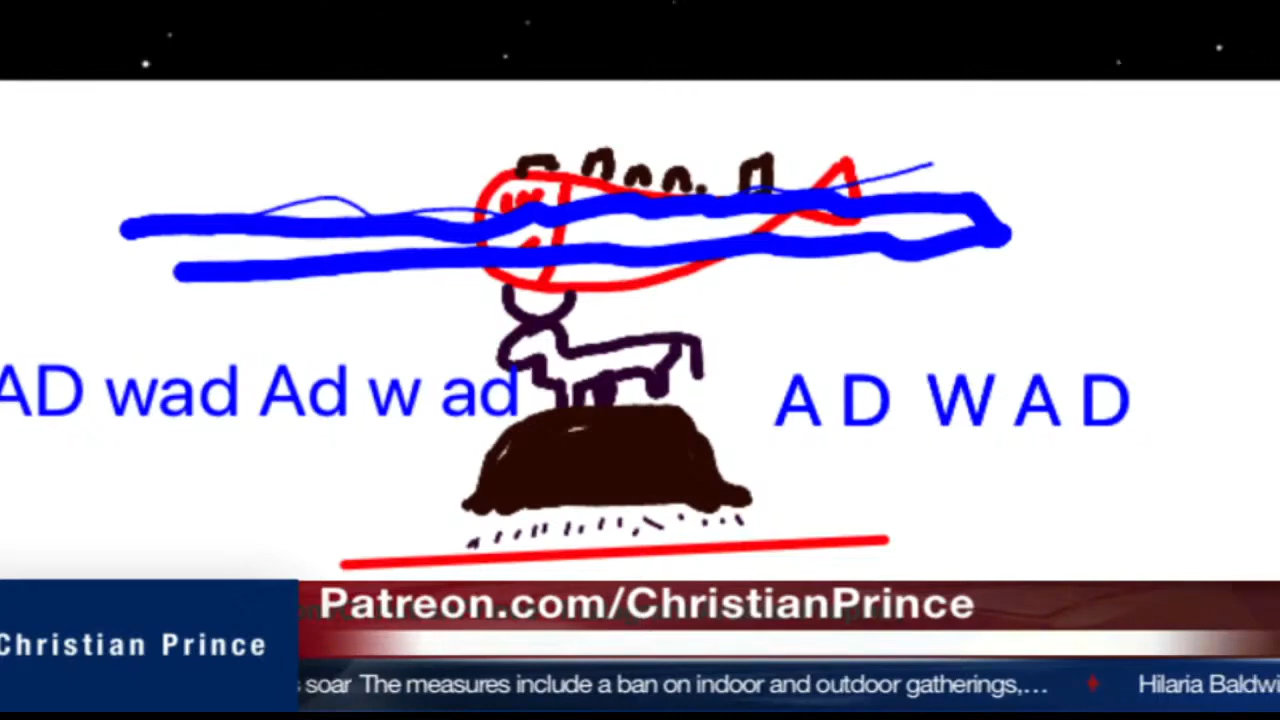 AD wad Ad w ad
A D W A D
Patreon.com/ChristianPrince
Christian Prince
soar The measures include a ban on indoor and outdoor gatherings,... Hilaria Baldwi